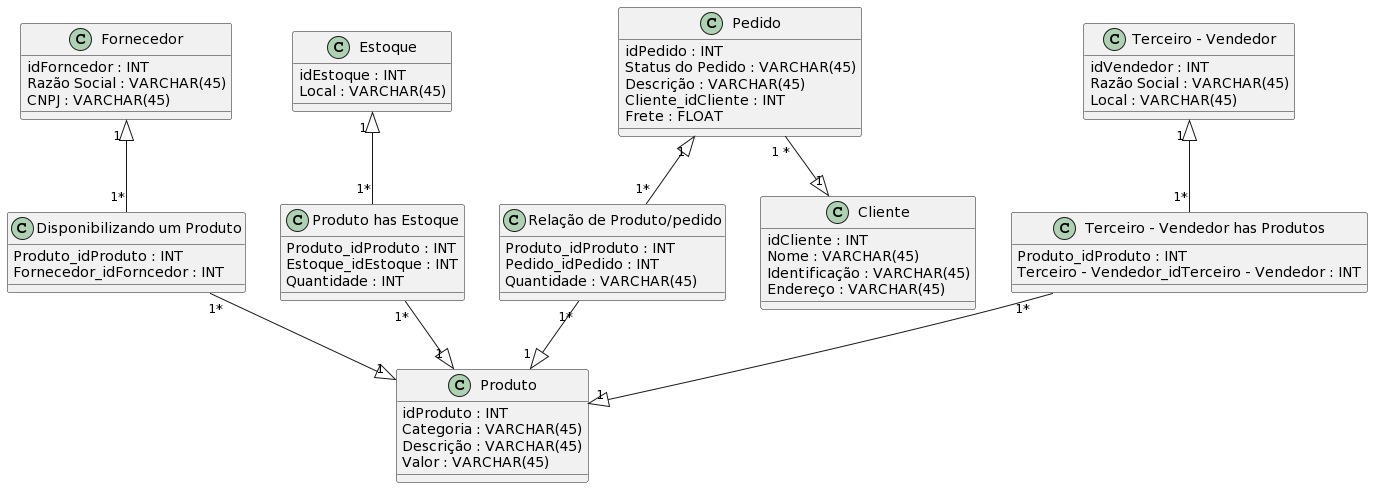 C Fornecedor
idForncedor : INT
Razão Social : VARCHAR(45)
CNPJ : VARCHAR(45)
C Estoque
idEstoque : INT
Local : VARCHAR(45)
C Pedido
idPedido : INT
Status do Pedido : VARCHAR(45)
Descrição : VARCHAR(45)
Cliente_idCliente : INT
Frete : FLOAT
C Terceiro - Vendedor
idVendedor : INT
Razão Social : VARCHAR(45)
Local : VARCHAR(45)
1
1*
1
1*
1
1*
1 *
1
1
1*
C Disponibilizando um Produto
Produto_idProduto : INT
Fornecedor_idForncedor : INT
C Produto has Estoque
Produto_idProduto : INT
Estoque_idEstoque : INT
Quantidade : INT
C Relação de Produto/pedido
Produto_idProduto : INT
Pedido_idPedido : INT
Quantidade : VARCHAR(45)
C Cliente
idCliente : INT
Nome : VARCHAR(45)
Identificação : VARCHAR(45)
Endereço : VARCHAR(45)
C Terceiro - Vendedor has Produtos
Produto_idProduto : INT
Terceiro - Vendedor_idTerceiro - Vendedor : INT
1*
1
1*
1
1*
1
1*
1
C Produto
idProduto : INT
Categoria : VARCHAR(45)
Descrição : VARCHAR(45)
Valor : VARCHAR(45)